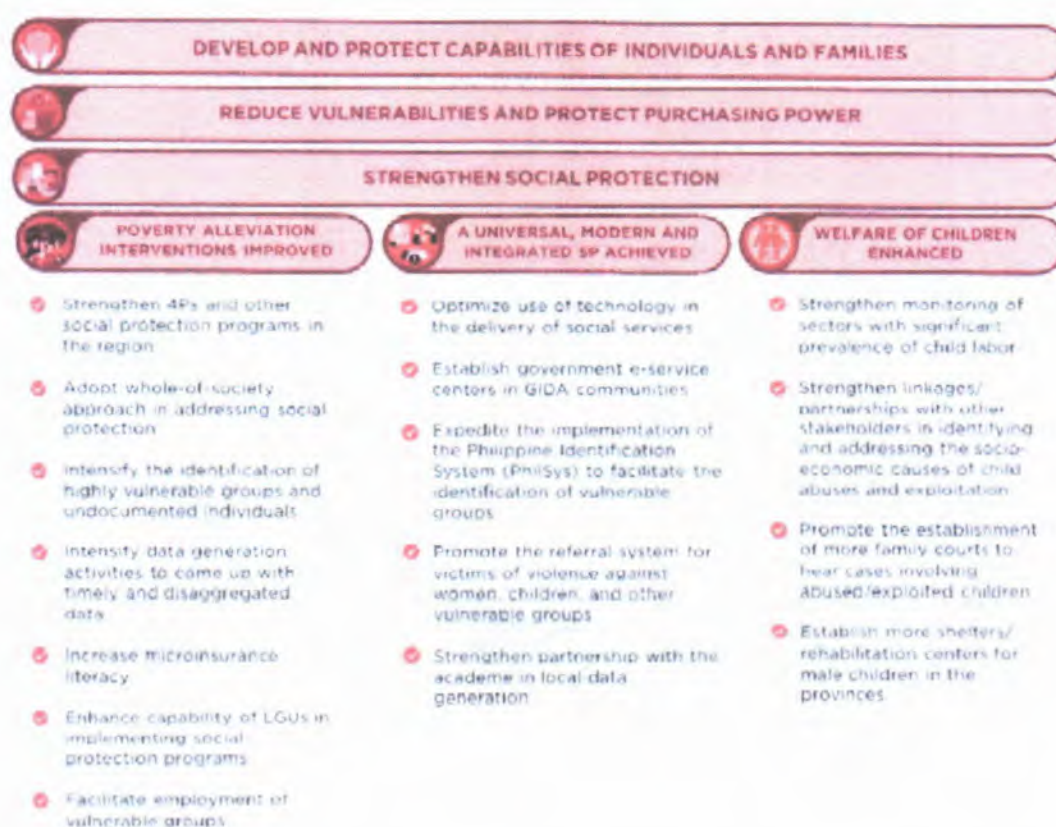 DEVELOP AND PROTECT CAPABILITIES OF INDIVIDUALS AND FAMILIES
REDUCE VULNERABILITIES AND PROTECT PURCHASING POWER
STRENGTHEN SOCIAL PROTECTION
POVERTY ALLEVIATION
INTERVENTIONS IMPROVED
Strengthen 4Ps and other
social protection programs in
the region
Adopt whole-of-society
approach in addressing social
protection
Intensify the identification of
highly vulnerable groups and
undocumented individuals
Intensify data generation
activities to come up with
timely and disaggregated
data
Increase microinsurance
literacy
Enhance capability of LGUs in
implementing social
protection programs
Facilitate employment of
vulnerable groups
A UNIVERSAL, MODERN AND
INTEGRATED SP ACHIEVED
Optimize use of technology in
the delivery of social services
Establish government e-service
centers in GIDA communities
Expedite the implementation of
the Philippine Identification
System (PhilSys) to facilitate the
identification of vulnerable
groups
Promote the referral system for
victims of violence against
women, children, and other
vulnerable groups
Strengthen partnership with the
academe in local data
generation
WELFARE OF CHILDREN
ENHANCED
Strengthen monitoring of
sectors with significant
prevalence of child labor
Strengthen linkages/
partnerships with other
stakeholders in identifying
and addressing the socio-
economic causes of child
abuses and exploitation
Promote the establishment
of more family courts to
hear cases involving
abused/exploited children
Establish more shelters/
rehabilitation centers for
male children in the
provinces